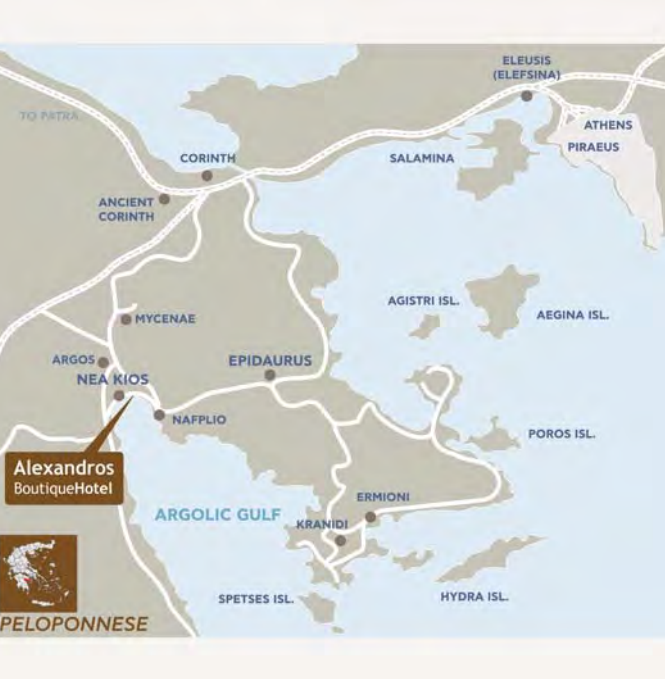 ELEUSIS
(ELEFSINA)
TO PATRA
ATHENS
PIRAEUS
CORINTH
SALAMINA
ANCIENT
CORINTH
AGISTRI ISL.
AEGINA ISL.
MYCENAE
ARGOS
EPIDAURUS
NEA KIOS
NAFPLIO
POROS ISL.
Alexandros
BoutiqueHotel
ERMIONI
ARGOLIC GULF
KRANIDI
SPETSES ISL.
HYDRA ISL.
PELOPONNESE